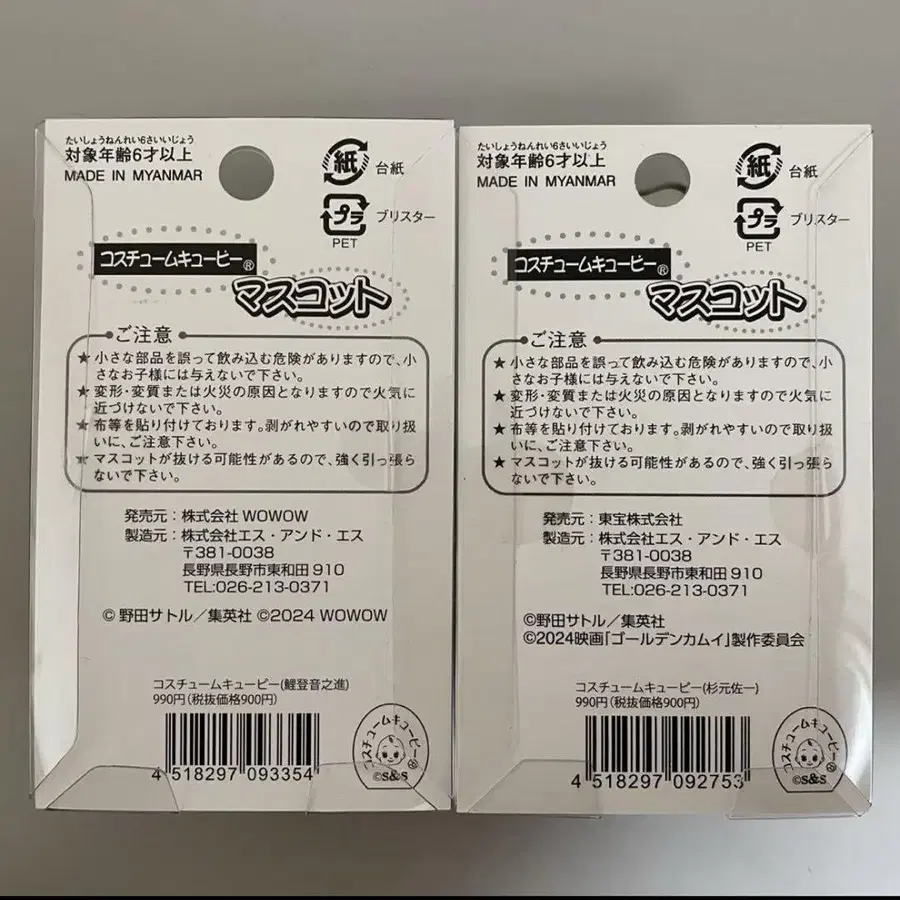 たいしょうねんれい6さいいじょう
対象年齢6才以上
MADE IN MYANMAR
紙 台紙
プラ ブリスター
PET
コスチュームキューピー®
マスコット
ご注意
★小さな部品を誤って飲み込む危険がありますので、小
さなお子様には与えないで下さい。
★変形・変質または火災の原因となりますので火気に
近づけないで下さい。
★布等を貼り付けております。剥がれやすいので取り扱
いに、ご注意下さい。
★マスコットが抜ける可能性があるので、強く引っ張ら
ないで下さい。
発売元:株式会社 WOWOW
製造元:株式会社エス・アンド・エス
〒381-0038
長野県長野市東和田 910
TEL:026-213-0371
© 野田サトル/集英社 ©2024 WOWOW
コスチュームキューピー(鯉登音之進)
990円(税抜価格900円)
4 518297 093354
コスチュームキューピー®
©S&S
たいしょうねんれい6さいいじょう
対象年齢6才以上
MADE IN MYANMAR
紙 台紙
プラ ブリスター
PET
コスチュームキューピー®
マスコット
ご注意
★小さな部品を誤って飲み込む危険がありますので、小
さなお子様には与えないで下さい。
★変形・変質または火災の原因となりますので火気に
近づけないで下さい。
★布等を貼り付けております。剥がれやすいので取り扱
いに、ご注意下さい。
★マスコットが抜ける可能性があるので、強く引っ張ら
ないで下さい。
発売元:東宝株式会社
製造元:株式会社エス・アンド・エス
〒381-0038
長野県長野市東和田 910
TEL:026-213-0371
©野田サトル/集英社
©2024映画「ゴールデンカムイ」製作委員会
コスチュームキューピー(杉元佐一)
990円(税抜価格900円)
4 518297 092753
コスチュームキューピー®
©S&S